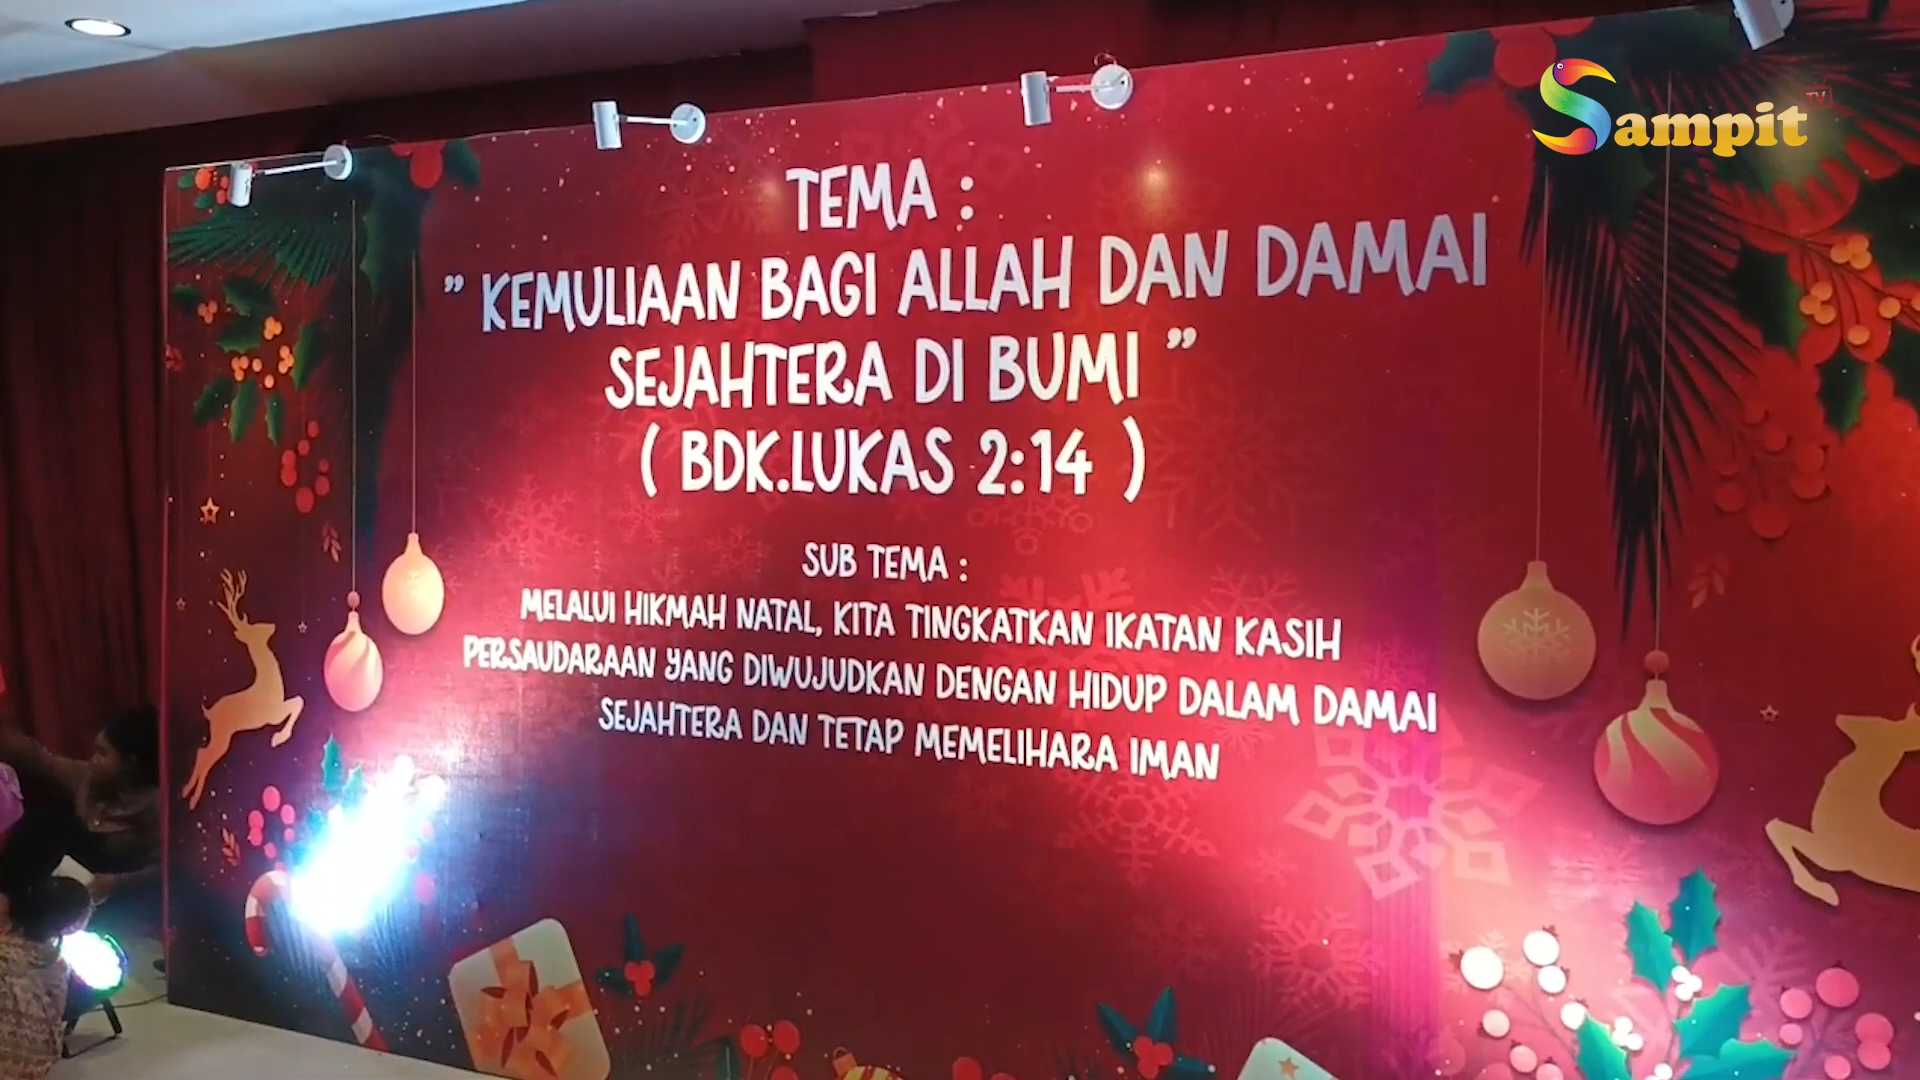 Sampit TV
TEMA :
" KEMULIAAN BAGI ALLAH DAN DAMAI
SEJAHTERA DI BUMI "
( BDK.LUKAS 2:14 )
SUB TEMA :
MELALUI HIKMAH NATAL, KITA TINGKATKAN IKATAN KASIH
PERSAUDARAAN YANG DIWUJUDKAN DENGAN HIDUP DALAM DAMAI
SEJAHTERA DAN TETAP MEMELIHARA IMAN